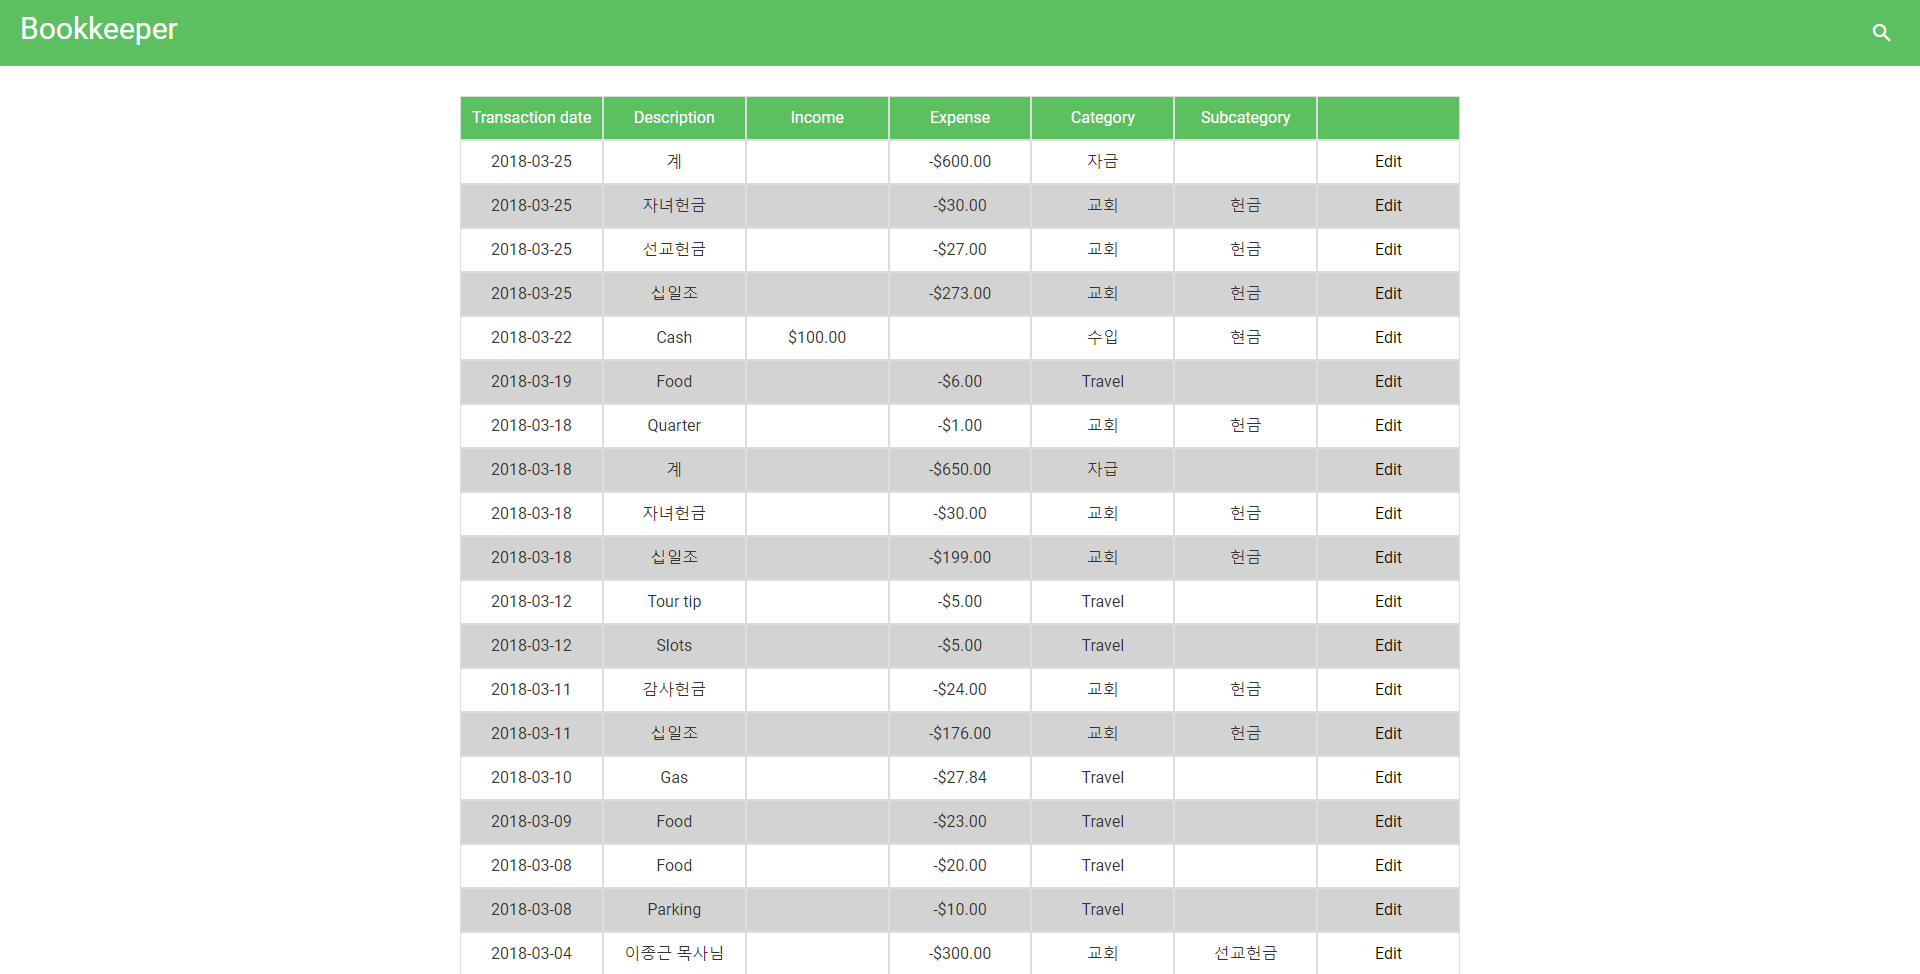 Bookkeeper
Transaction date Description Income Expense Category Subcategory
2018-03-25 계 -$600.00 자금 Edit
2018-03-25 자녀헌금 -$30.00 교회 헌금 Edit
2018-03-25 선교헌금 -$27.00 교회 헌금 Edit
2018-03-25 십일조 -$273.00 교회 헌금 Edit
2018-03-22 Cash $100.00 수입 현금 Edit
2018-03-19 Food -$6.00 Travel Edit
2018-03-18 Quarter -$1.00 교회 헌금 Edit
2018-03-18 계 -$650.00 자급 Edit
2018-03-18 자녀헌금 -$30.00 교회 헌금 Edit
2018-03-18 십일조 -$199.00 교회 헌금 Edit
2018-03-12 Tour tip -$5.00 Travel Edit
2018-03-12 Slots -$5.00 Travel Edit
2018-03-11 감사헌금 -$24.00 교회 헌금 Edit
2018-03-11 십일조 -$176.00 교회 헌금 Edit
2018-03-10 Gas -$27.84 Travel Edit
2018-03-09 Food -$23.00 Travel Edit
2018-03-08 Food -$20.00 Travel Edit
2018-03-08 Parking -$10.00 Travel Edit
2018-03-04 이종근 목사님 -$300.00 교회 선교헌금 Edit